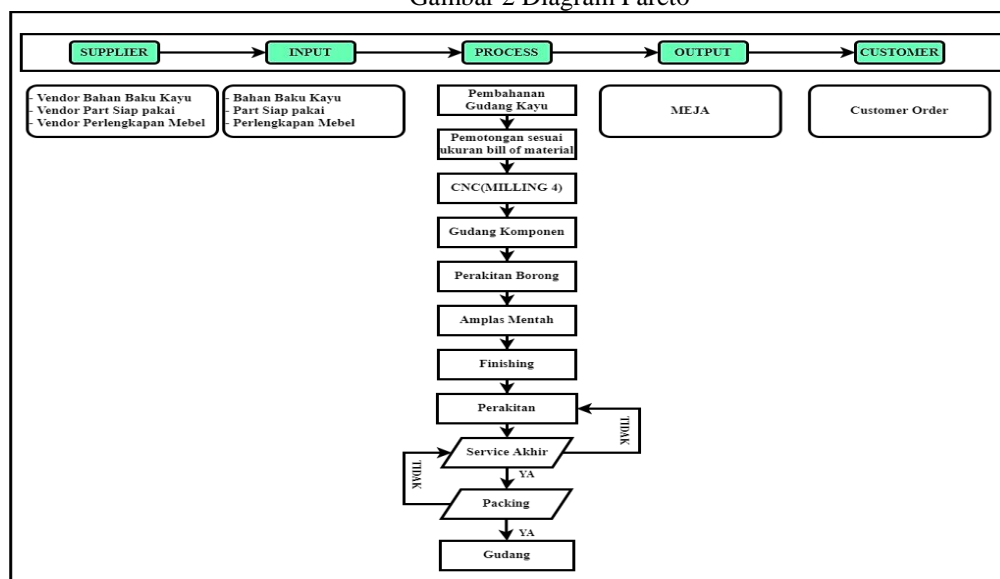 Gambar 2 Diagram Pareto
SUPPLIER
INPUT
PROCESS
OUTPUT
CUSTOMER
- Vendor Bahan Baku Kayu
- Vendor Part Siap pakai
- Vendor Perlengkapan Mebel
- Bahan Baku Kayu
- Part Siap pakai
- Perlengkapan Mebel
Pembahanan
Gudang Kayu
MEJA
Customer Order
Pemotongan sesuai
ukuran bill of material
CNC(MILLING 4)
Gudang Komponen
Perakitan Borong
Amplas Mentah
Finishing
Perakitan
TIDAK
Service Akhir
TIDAK
YA
Packing
YA
Gudang